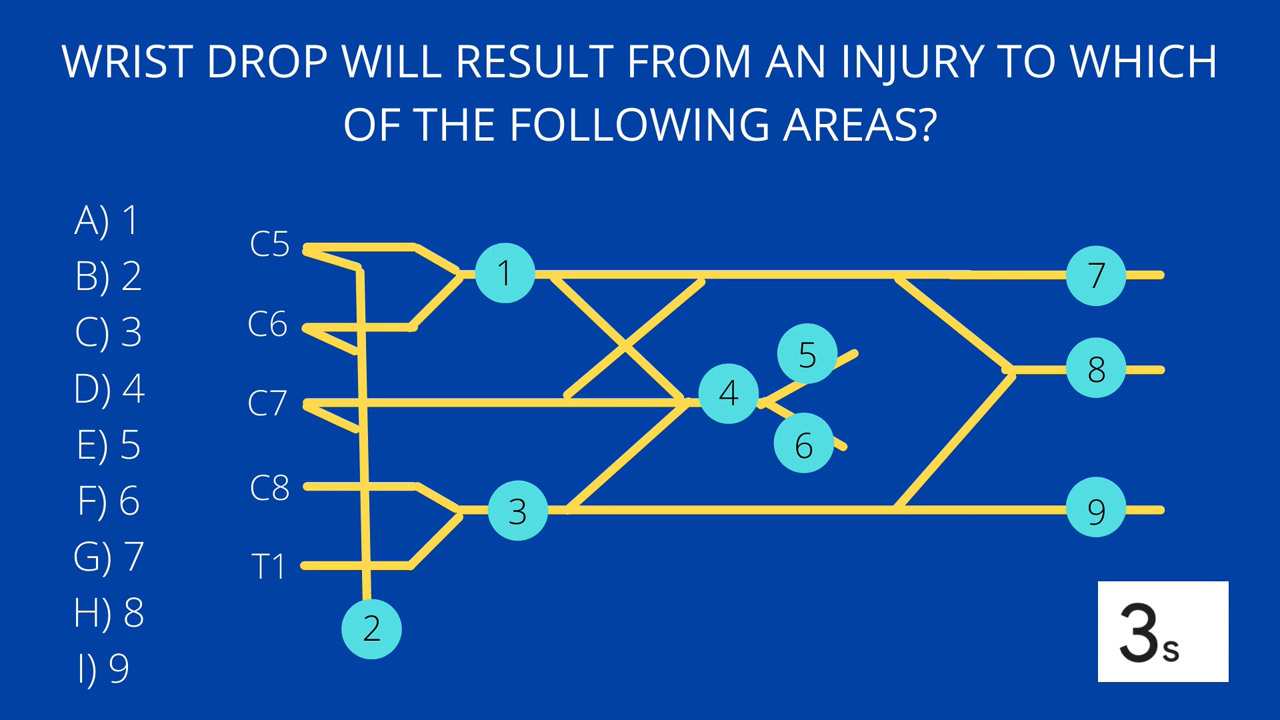 WRIST DROP WILL RESULT FROM AN INJURY TO WHICH
OF THE FOLLOWING AREAS?
A) 1
B) 2
C) 3
D) 4
E) 5
F) 6
G) 7
H) 8
I) 9
C5
C6
C7
C8
T1
1
2
3
4
5
6
7
8
9
3s